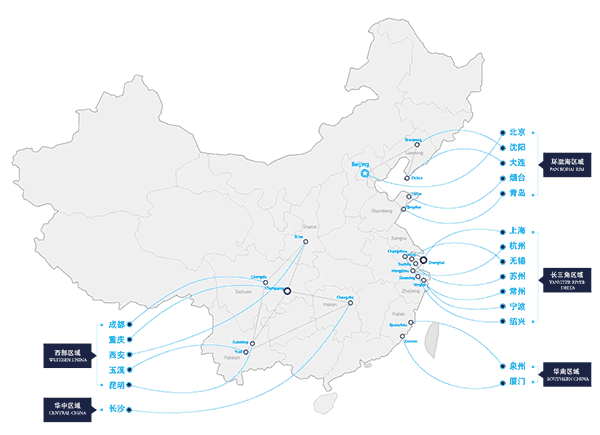 Shenyang
Liaoning
Beijing
Dalian
Yantai
Qingdao
Shandong
Shanxi
Xi'an
Jiangsu
Changzhou
Shanghai
Hangzhou
Ningbo
Zhejiang
Chengdu
Chongqing
Sichuan
Changsha
Hunan
Kunming
Yuxi
Yunnan
Fujian
Quanzhou
Xiamen
北京
沈阳
大连
烟台
青岛
环渤海区域
PAN BOHAI RIM
上海
杭州
无锡
苏州
常州
宁波
绍兴
长三角区域
YANGTZE RIVER
DELTA
泉州
厦门
华南区域
SOUTHERN CHINA
成都
重庆
西安
玉溪
昆明
西部区域
WESTERN CHINA
长沙
华中区域
CENTRAL CHINA